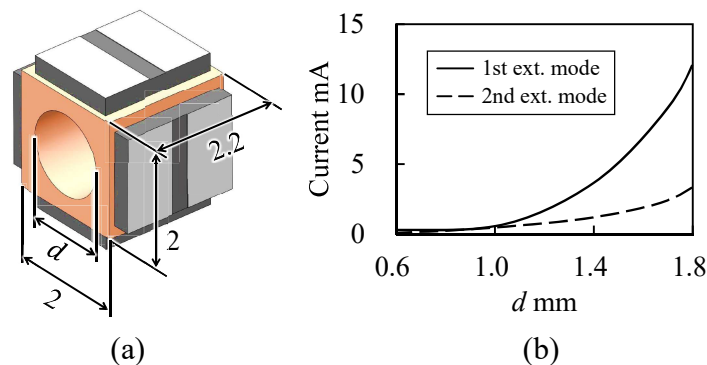 2.2
2
d
2
(a)
15
10
5
0
Current mA
1st ext. mode
2nd ext. mode
0.6 1.0 1.4 1.8
d mm
(b)